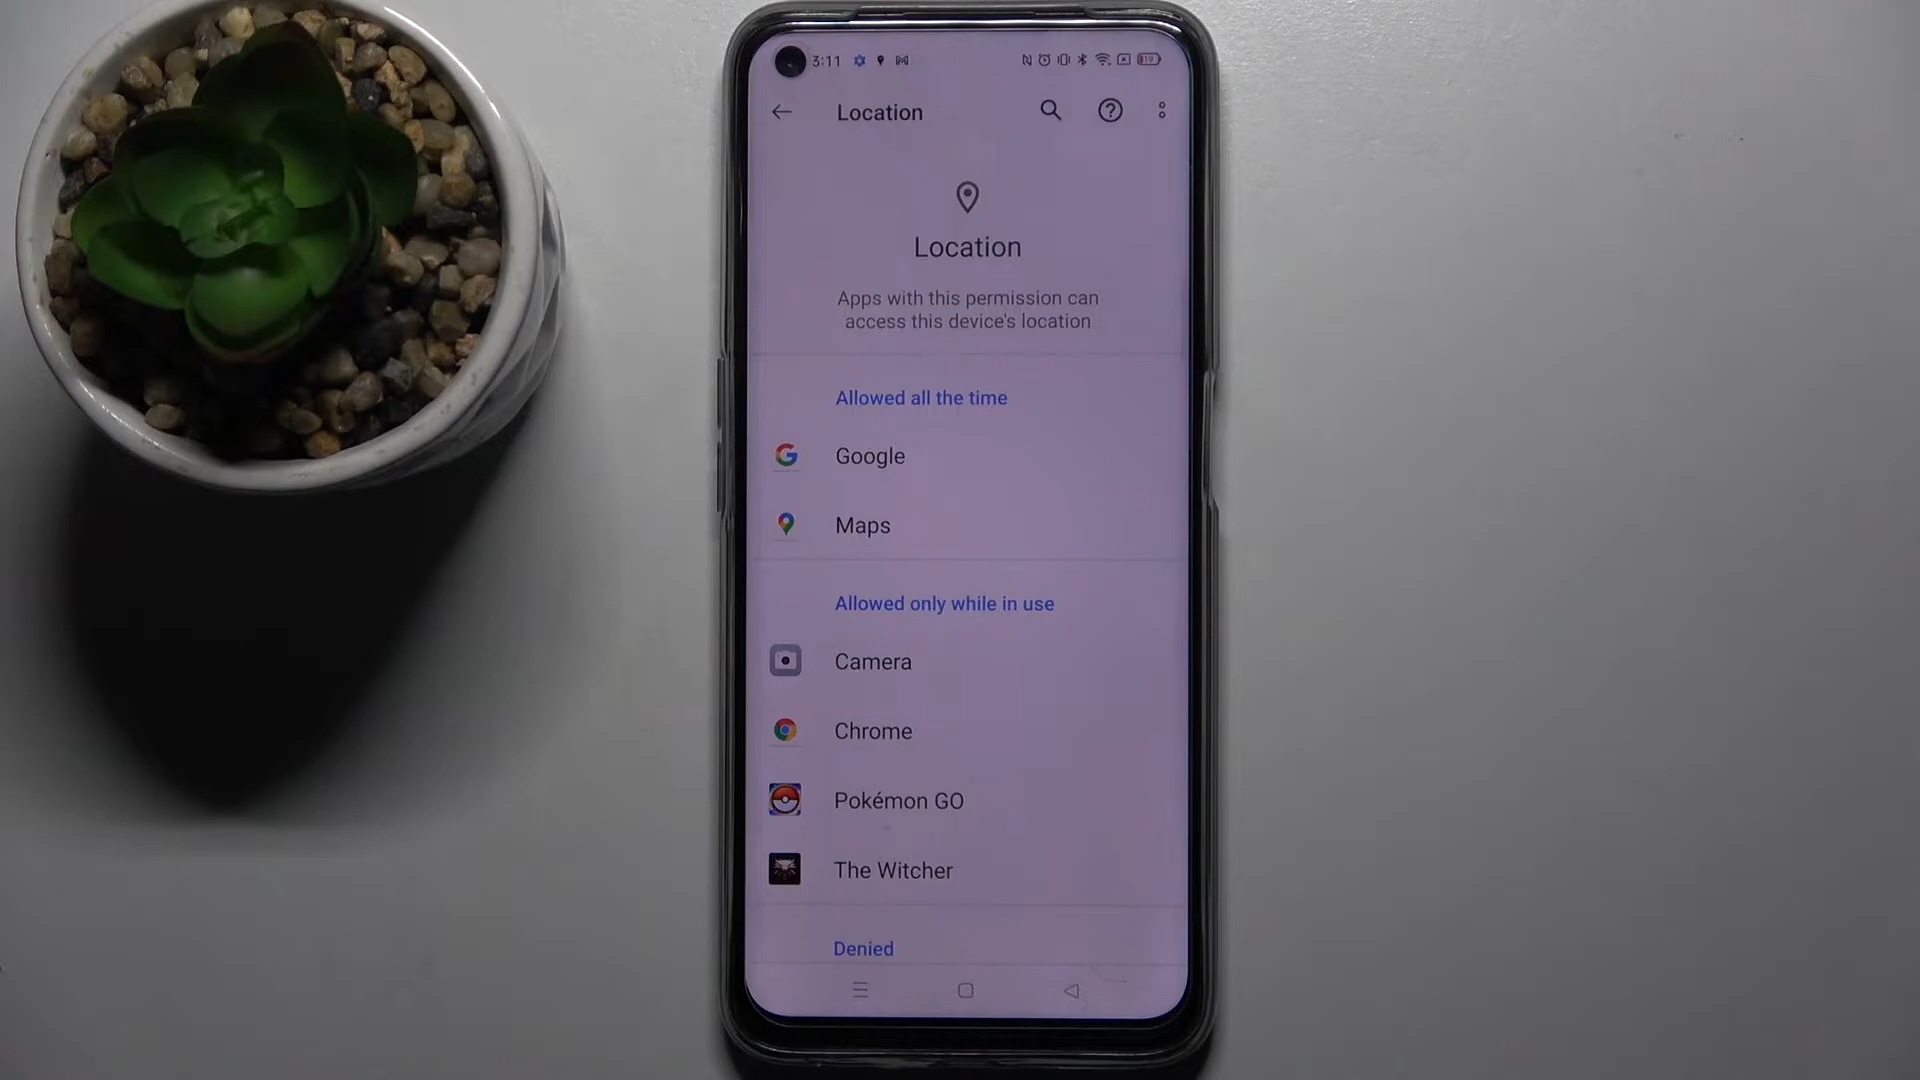 3:11
19
Location
Location
Apps with this permission can
access this device's location
Allowed all the time
Google
Maps
Allowed only while in use
Camera
Chrome
Pokémon GO
The Witcher
Denied